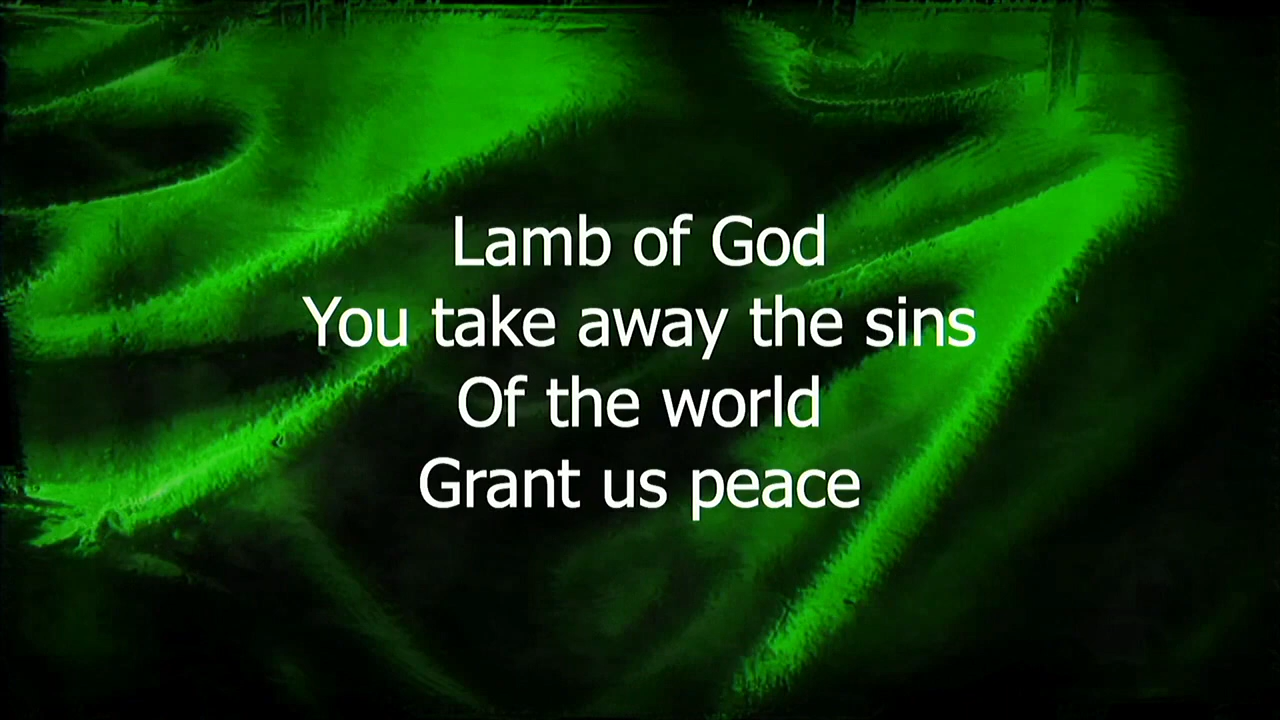 Lamb of God
You take away the sins
Of the world
Grant us peace